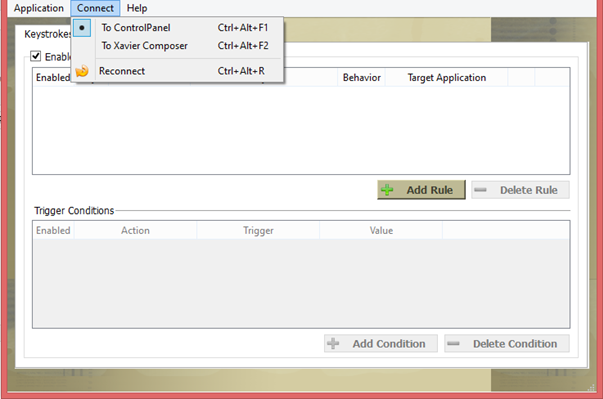 Application Connect Help
To ControlPanel Ctrl+Alt+F1
To Xavier Composer Ctrl+Alt+F2
Reconnect Ctrl+Alt+R
Keystrokes
Enable
Enabled Behavior Target Application
Add Rule Delete Rule
Trigger Conditions
Enabled Action Trigger Value
Add Condition Delete Condition